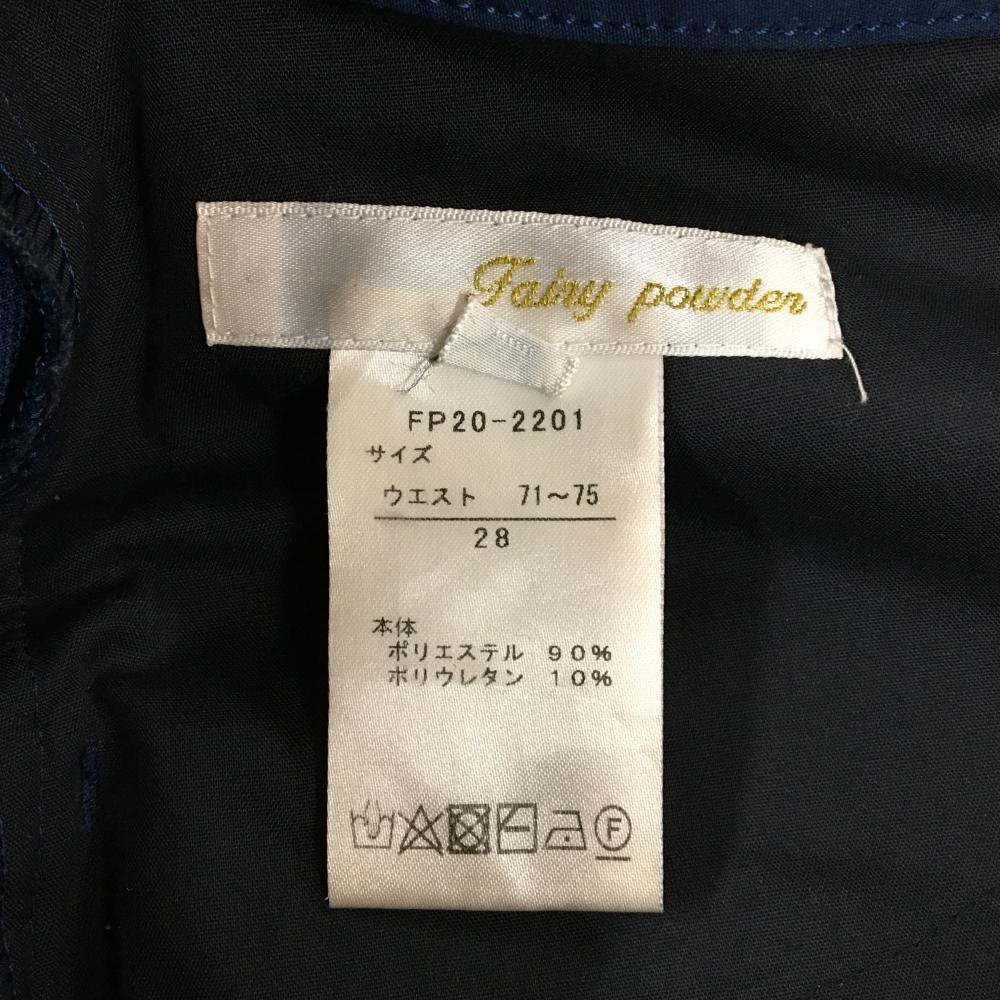 Fairy powder
FP20-2201
サイズ
ウエスト 71〜75
28
本体
ポリエステル 90%
ポリウレタン 10%
F